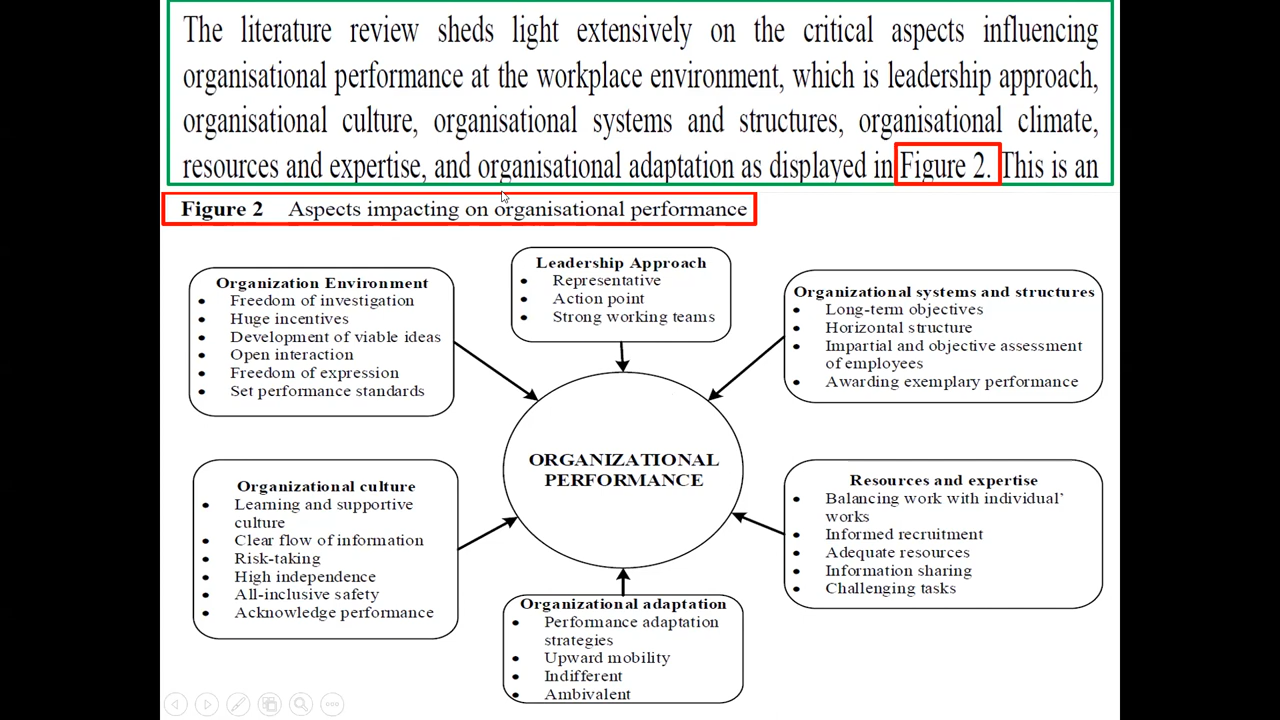 The literature review sheds light extensively on the critical aspects influencing
organisational performance at the workplace environment, which is leadership approach,
organisational culture, organisational systems and structures, organisational climate,
resources and expertise, and organisational adaptation as displayed in Figure 2. This is an
Figure 2 Aspects impacting on organisational performance
Leadership Approach
• Representative
• Action point
• Strong working teams
Organization Environment
• Freedom of investigation
• Huge incentives
• Development of viable ideas
• Open interaction
• Freedom of expression
• Set performance standards
Organizational systems and structures
• Long-term objectives
• Horizontal structure
• Impartial and objective assessment
of employees
• Awarding exemplary performance
ORGANIZATIONAL
PERFORMANCE
Organizational culture
• Learning and supportive
culture
• Clear flow of information
• Risk-taking
• High independence
• All-inclusive safety
• Acknowledge performance
Resources and expertise
• Balancing work with individual’
works
• Informed recruitment
• Adequate resources
• Information sharing
• Challenging tasks
Organizational adaptation
• Performance adaptation
strategies
• Upward mobility
• Indifferent
• Ambivalent